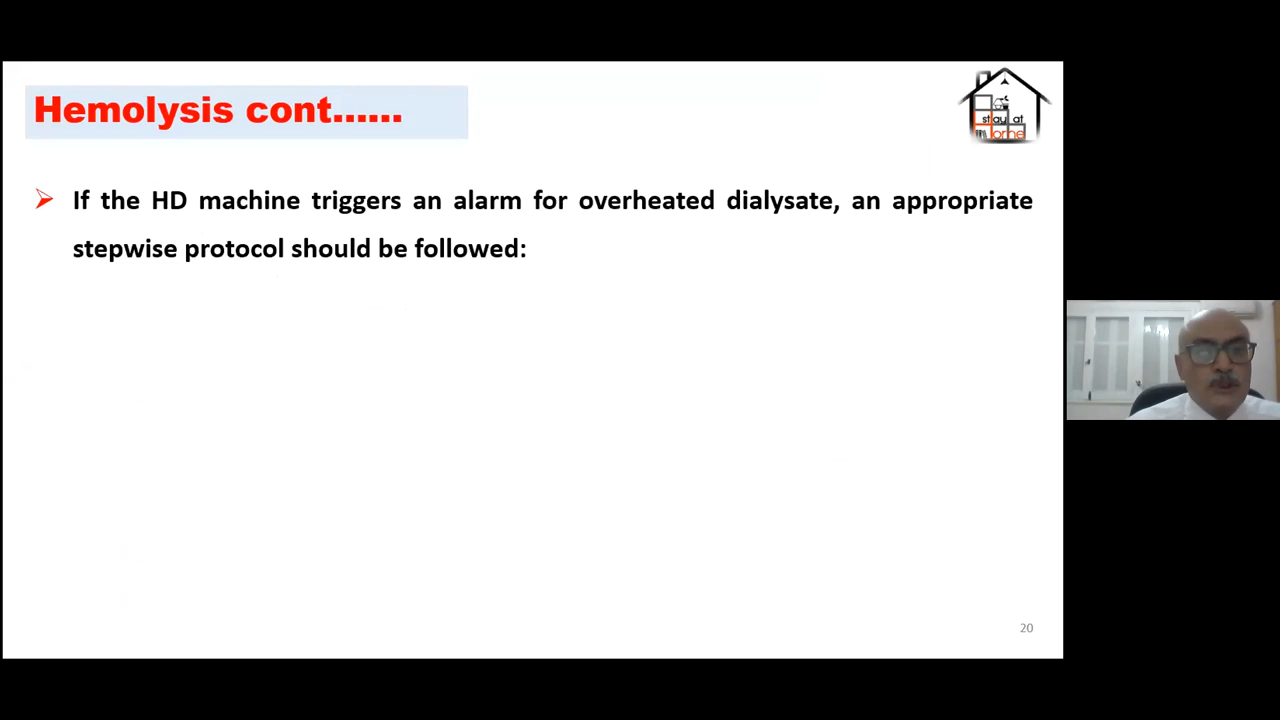 Hemolysis cont......
stay at
Home
If the HD machine triggers an alarm for overheated dialysate, an appropriate
stepwise protocol should be followed:
20